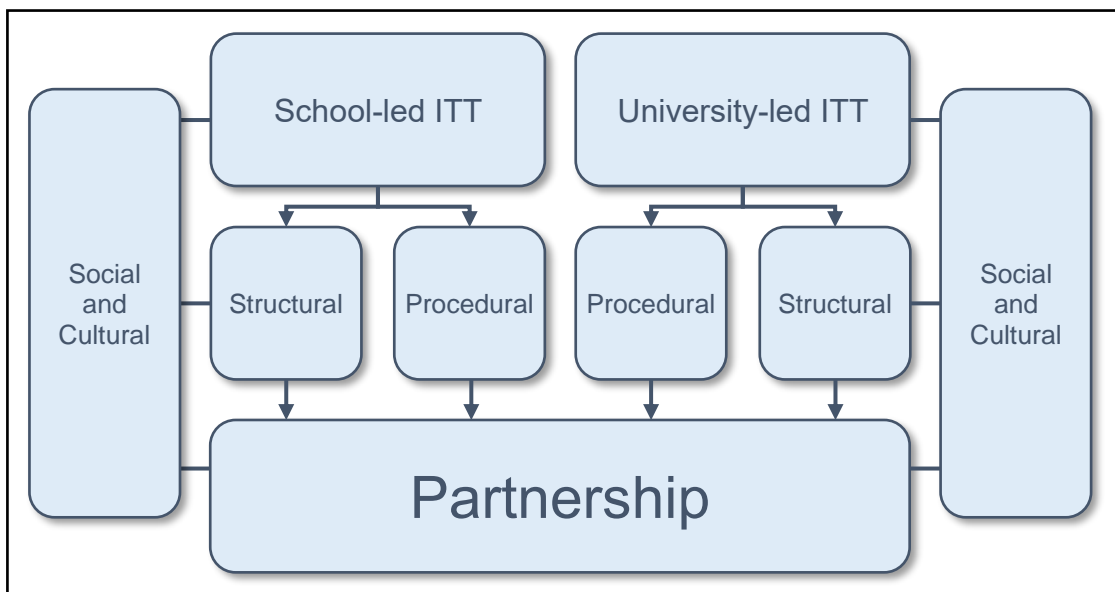 School-led ITT
University-led ITT
Social
and
Cultural
Structural
Procedural
Procedural
Structural
Social
and
Cultural
Partnership